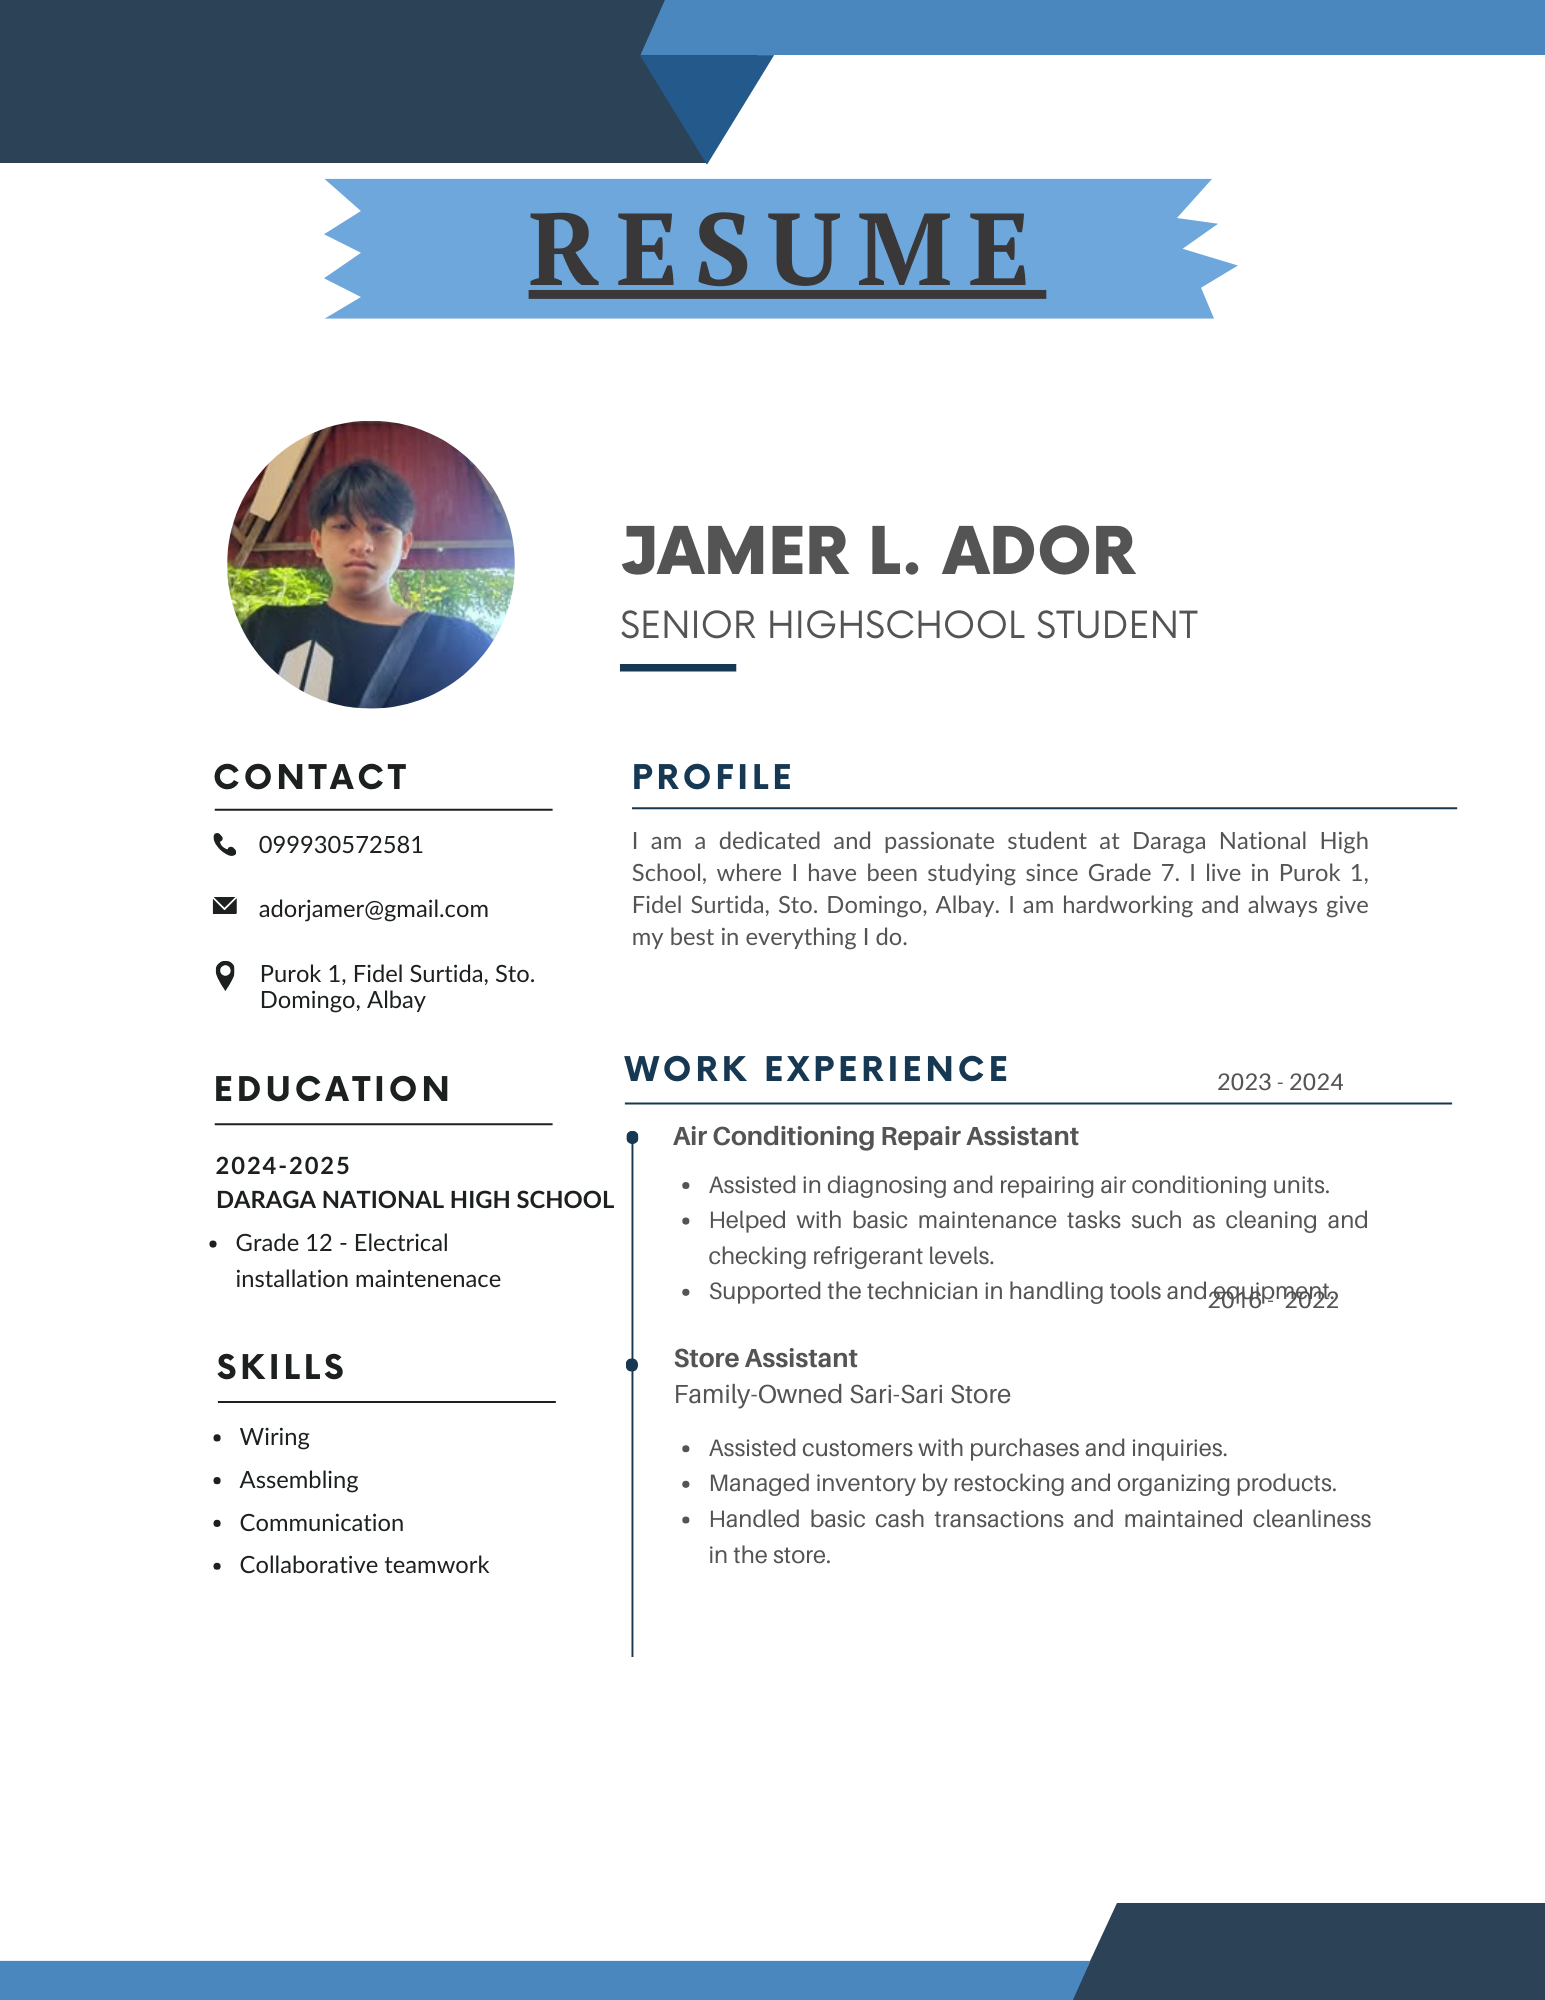 RESUME
JAMER L. ADOR
SENIOR HIGHSCHOOL STUDENT
CONTACT
099930572581
adorjamer@gmail.com
Purok 1, Fidel Surtida, Sto.
Domingo, Albay
EDUCATION
2024-2025
DARAGA NATIONAL HIGH SCHOOL
• Grade 12 - Electrical
installation maintenenace
SKILLS
• Wiring
• Assembling
• Communication
• Collaborative teamwork
PROFILE
I am a dedicated and passionate student at Daraga National High
School, where I have been studying since Grade 7. I live in Purok 1,
Fidel Surtida, Sto. Domingo, Albay. I am hardworking and always give
my best in everything I do.
WORK EXPERIENCE
2023 - 2024
Air Conditioning Repair Assistant
• Assisted in diagnosing and repairing air conditioning units.
• Helped with basic maintenance tasks such as cleaning and
checking refrigerant levels.
• Supported the technician in handling tools and equipment.
2016 - 2022
Store Assistant
Family-Owned Sari-Sari Store
• Assisted customers with purchases and inquiries.
• Managed inventory by restocking and organizing products.
• Handled basic cash transactions and maintained cleanliness
in the store.